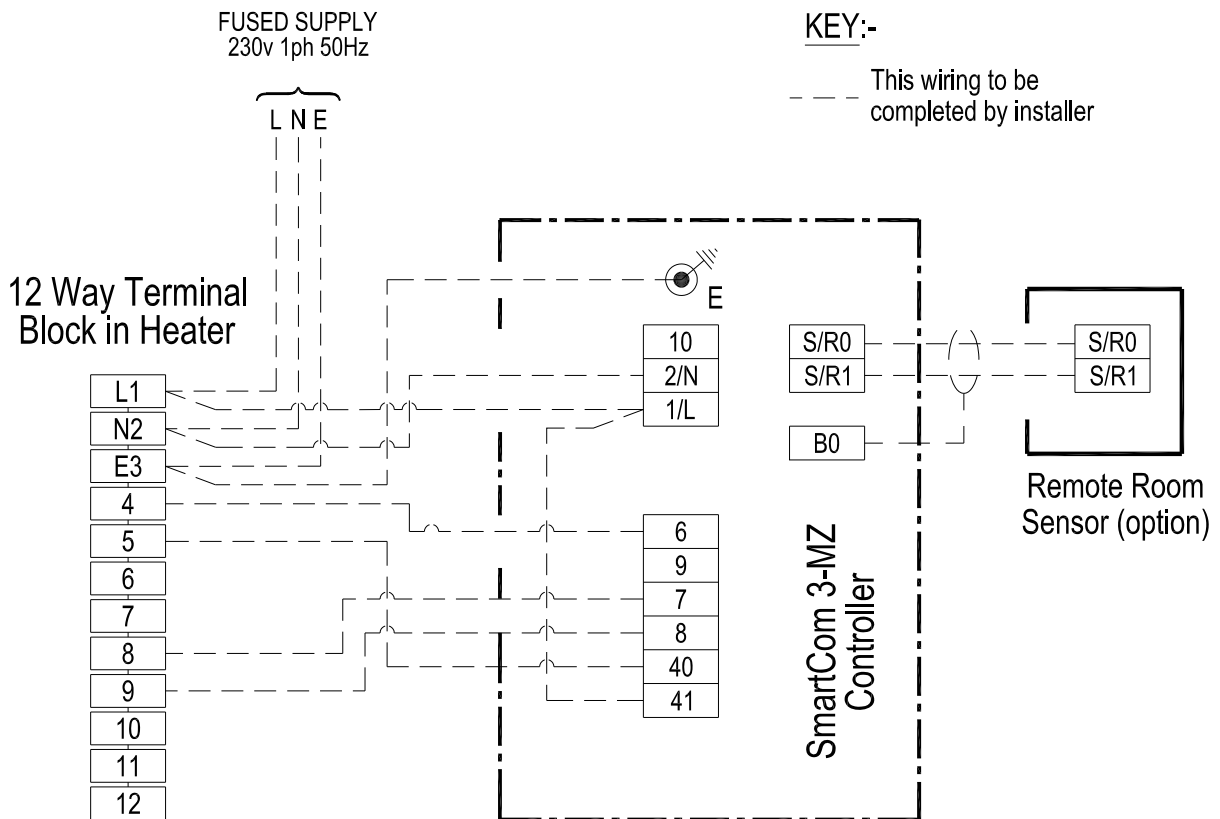 FUSED SUPPLY
230v 1ph 50Hz
L N E
KEY:-
This wiring to be
completed by installer
12 Way Terminal
Block in Heater
L1
N2
E3
4
5
6
7
8
9
10
11
12
E
10
2/N
1/L
6
9
7
8
40
41
S/R0
S/R1
B0
SmartCom 3-MZ
Controller
S/R0
S/R1
Remote Room
Sensor (option)